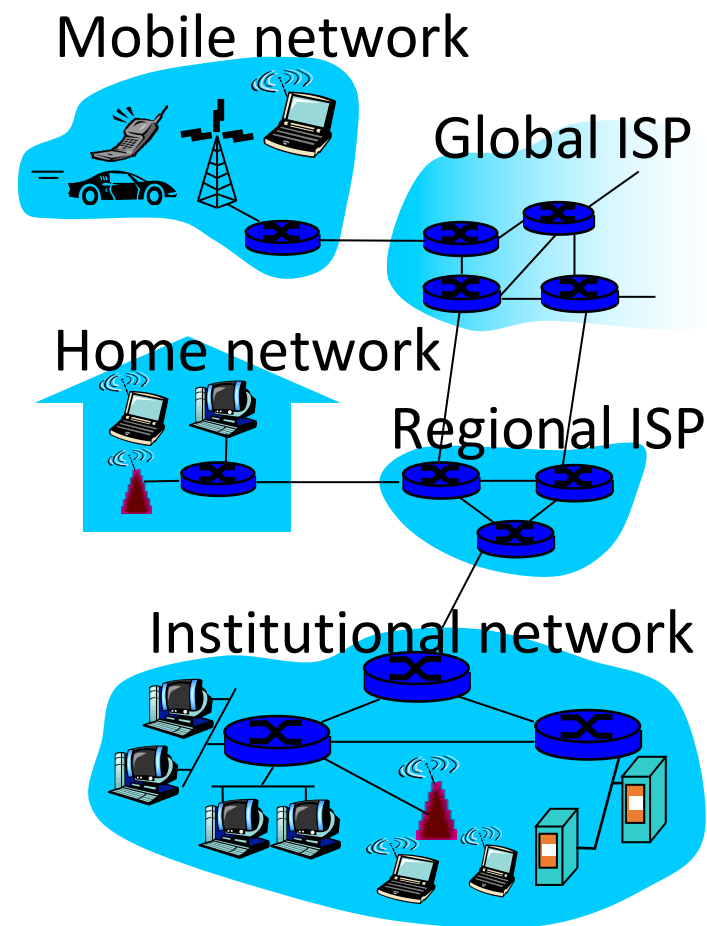 Mobile network
Global ISP
Home network
Regional ISP
Institutional network